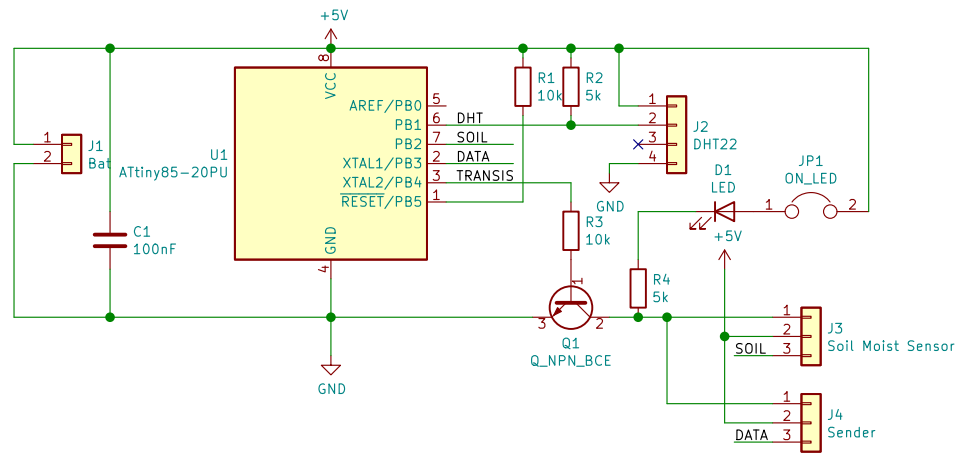 +5V
8
VCC
AREF/PB0 5
PB1 6 DHT
PB2 7 SOIL
XTAL1/PB3 2 DATA
XTAL2/PB4 3 TRANSIS
RESET/PB5 1
GND
4
U1
ATtiny85-20PU
1
2
J1
Bat
C1
100nF
GND
R1
10k
R2
5k
1
2
3
4
J2
DHT22
GND
D1
LED
JP1
ON_LED
1 2
R3
10k
+5V
R4
5k
1
3 2
Q1
Q_NPN_BCE
1
2
SOIL 3
J3
Soil Moist Sensor
1
2
DATA 3
J4
Sender